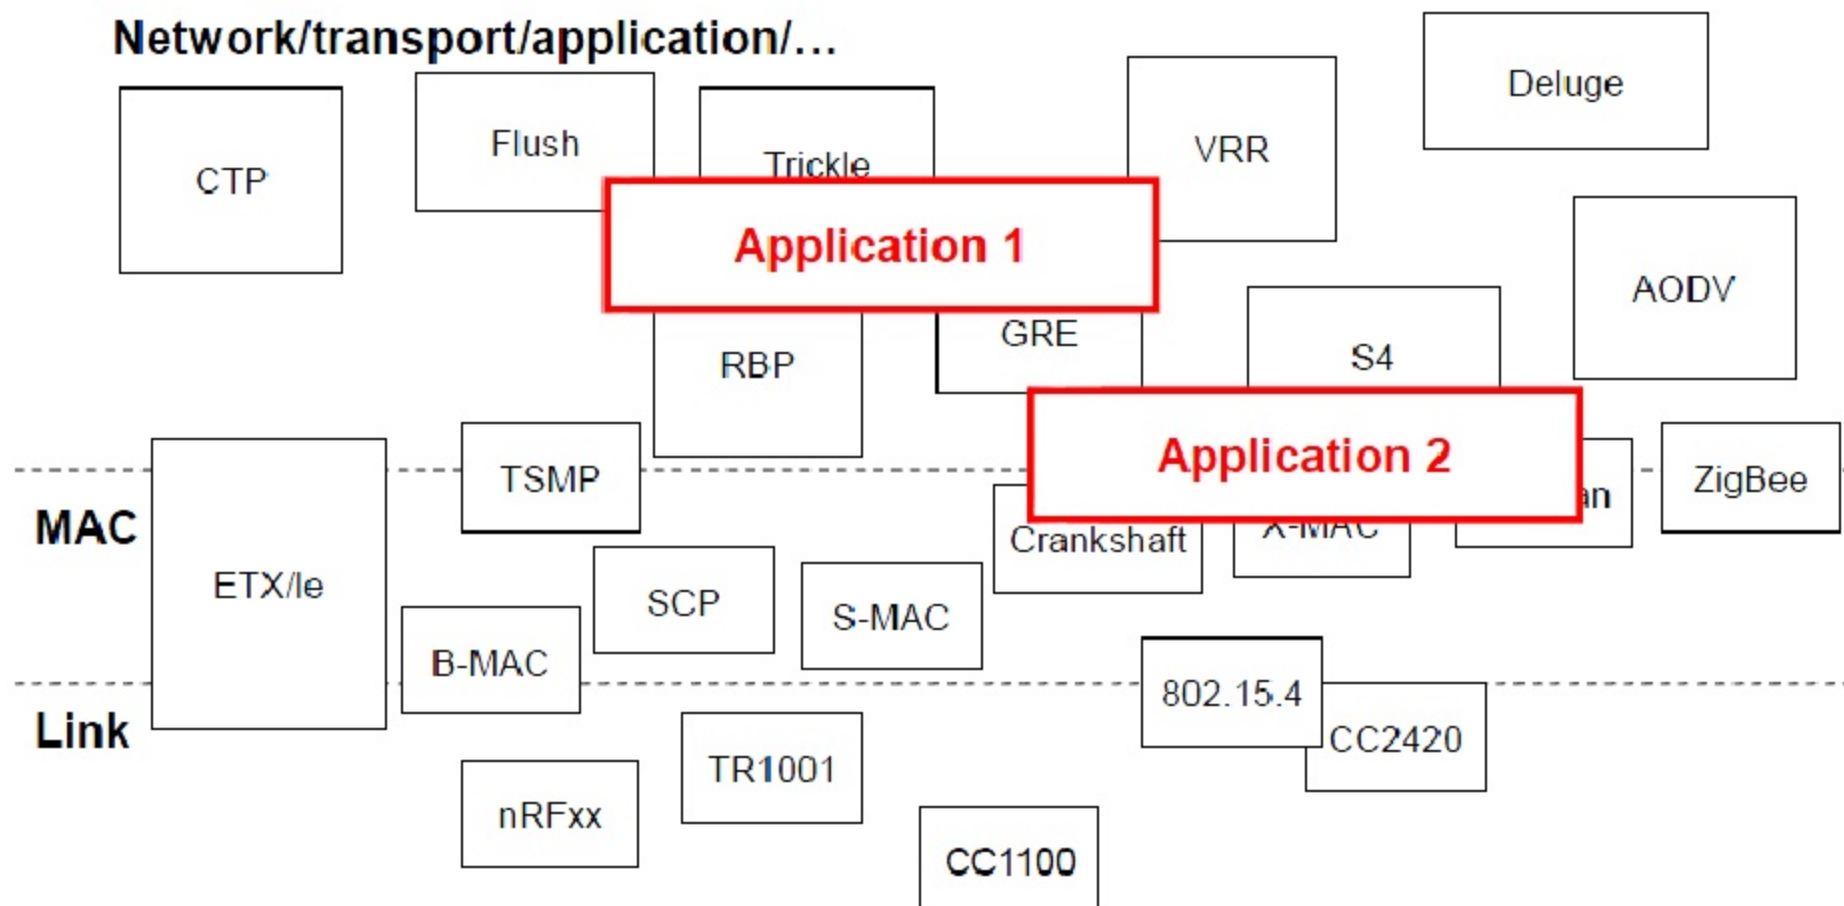 Network/transport/application/...
Deluge
Flush
VRR
Trickle
CTP
Application 1
AODV
GRE
S4
RBP
Application 2
TSMP
ZigBee
MAC
X-MAC
Crankshaft
ETX/le
SCP
S-MAC
B-MAC
802.15.4
Link
CC2420
TR1001
nRFxx
CC1100